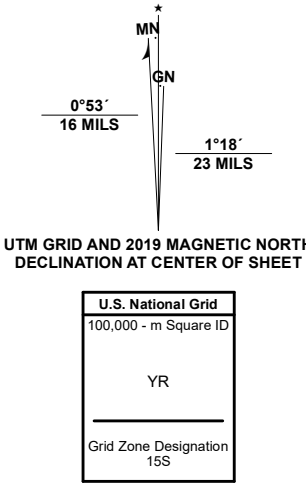 ★
MN
GN
0°53´
16 MILS
1°18´
23 MILS
UTM GRID AND 2019 MAGNETIC NORTH
DECLINATION AT CENTER OF SHEET
U.S. National Grid
100,000 - m Square ID
YR
Grid Zone Designation
15S